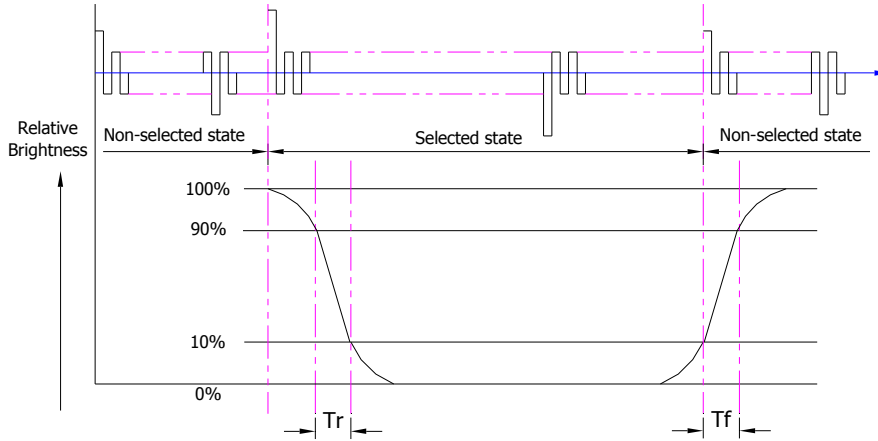 Relative
Brightness
Non-selected state
Selected state
Non-selected state
100%
90%
10%
0%
Tr
Tf